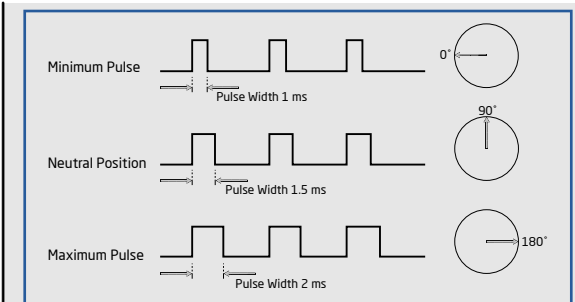 Minimum Pulse
0°
Pulse Width 1 ms
90°
Neutral Position
Pulse Width 1.5 ms
Maximum Pulse
180°
Pulse Width 2 ms